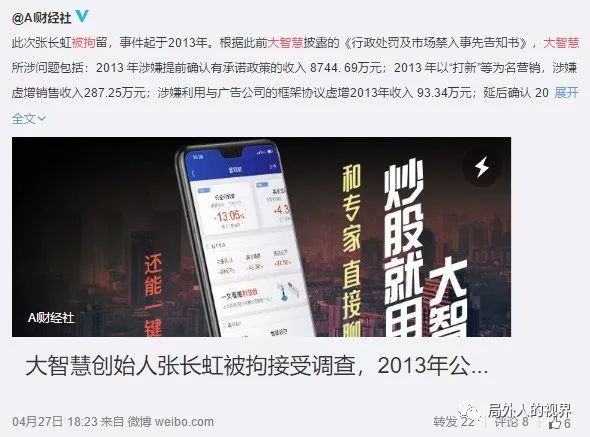 @AI财经社
此次张长虹被拘留，事件起于2013年。根据此前大智慧披露的《行政处罚及市场禁入事先告知书》，大智慧
所涉问题包括：2013 年涉嫌提前确认有承诺政策的收入 8744.69万元；2013 年以“打新”等为名营销，涉嫌
虚增销售收入287.25万元；涉嫌利用与广告公司的框架协议虚增2013年收入 93.34万元；延后确认 20 展开
全文
-13.05%
还能一键
和专家直接聊
炒股就用
大智
AI财经社
大智慧创始人张长虹被拘接受调查，2013年公...
04月27日 18:23 来自 微博 weibo.com
转发 22 评论 8 6
局外人的视界